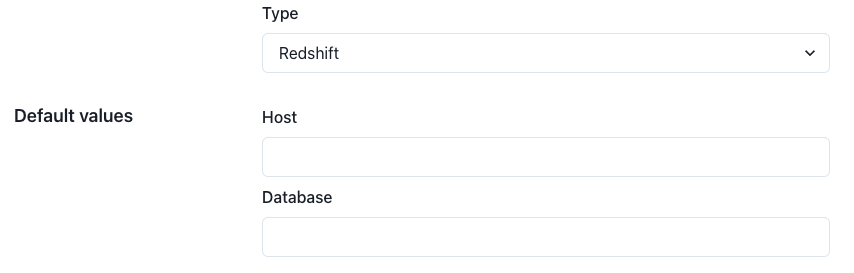 Type
Redshift
Default values
Host
Database